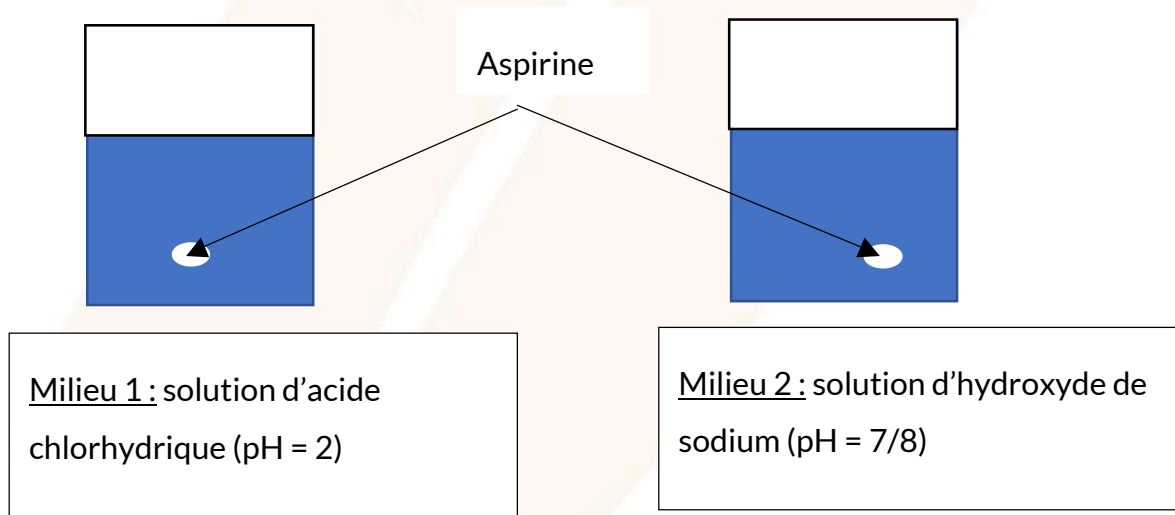 Aspirine
Milieu 1 : solution d’acide
chlorhydrique (pH = 2)
Milieu 2 : solution d’hydroxyde de
sodium (pH = 7/8)